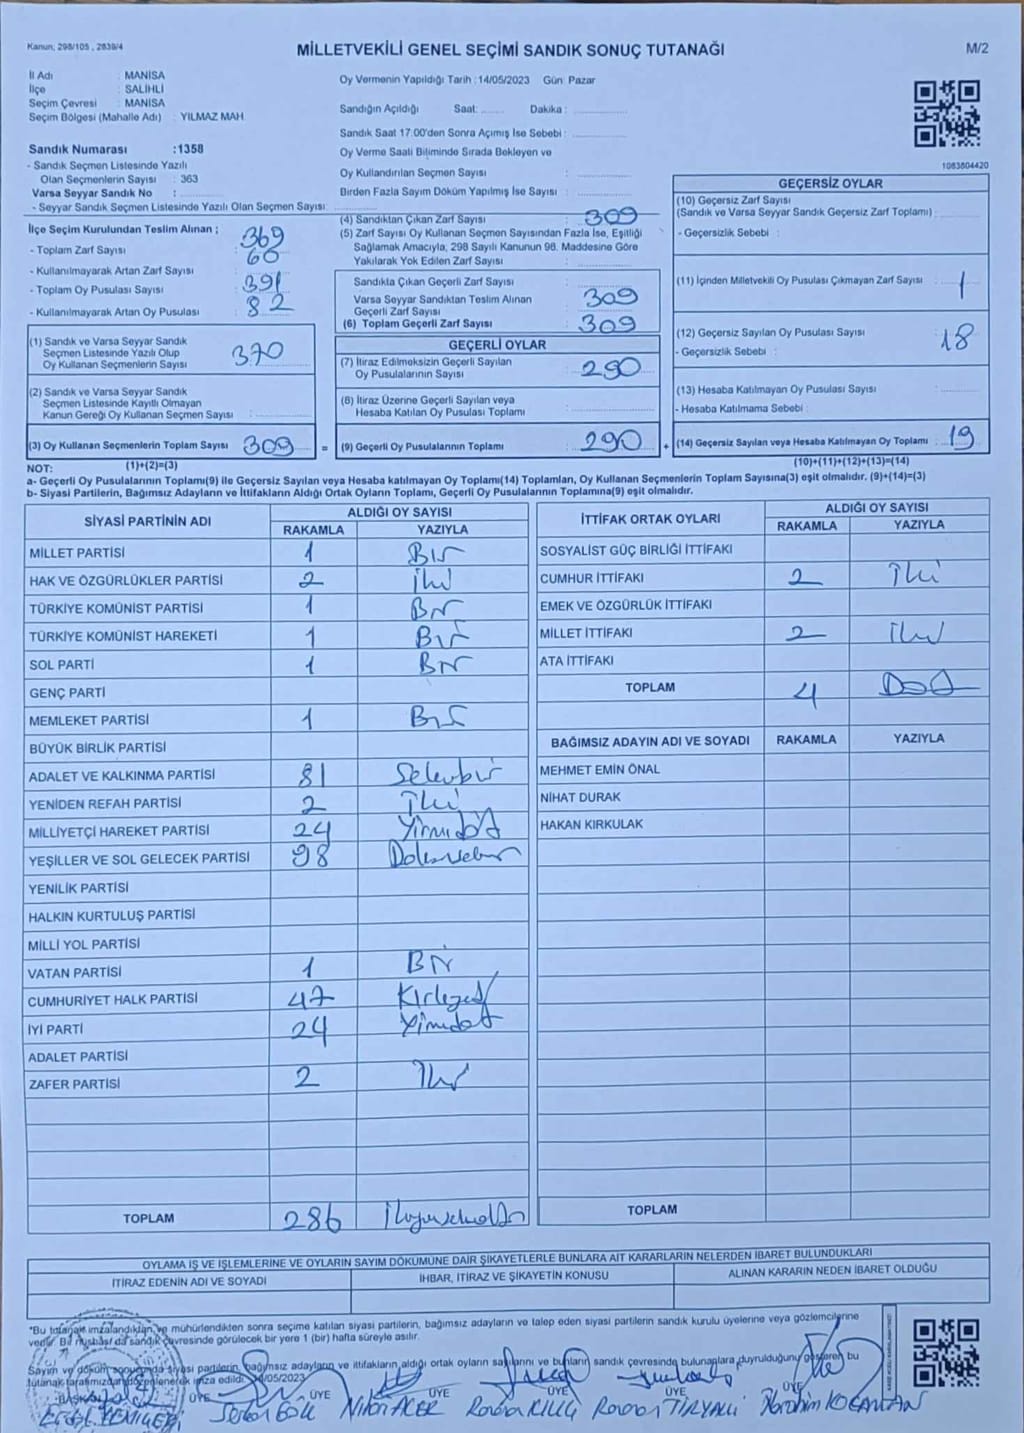 Kanun; 298/105 , 2839/4
MİLLETVEKİLİ GENEL SEÇİMİ SANDIK SONUÇ TUTANAĞI
M/2
İl Adı : MANİSA
İlçe : SALİHLİ
Seçim Çevresi : MANİSA
Seçim Bölgesi (Mahalle Adı) : YILMAZ MAH.
Sandık Numarası :1358
- Sandık Seçmen Listesinde Yazılı
Olan Seçmenlerin Sayısı : 363
Varsa Seyyar Sandık No :
- Seyyar Sandık Seçmen Listesinde Yazılı Olan Seçmen Sayısı:
Oy Vermenin Yapıldığı Tarih :14/05/2023 Gün: Pazar
Sandığın Açıldığı Saat: Dakika :
Sandık Saat 17.00'den Sonra Açımış İse Sebebi :
Oy Verme Saati Bitiminde Sırada Bekleyen ve
Oy Kullandırılan Seçmen Sayısı :
Birden Fazla Sayım Döküm Yapılmış İse Sayısı :
1083804420
İlçe Seçim Kurulundan Teslim Alınan ;
- Toplam Zarf Sayısı : 369
- Kullanılmayarak Artan Zarf Sayısı : 60
- Toplam Oy Pusulası Sayısı : 391
- Kullanılmayarak Artan Oy Pusulası : 82
(1) Sandık ve Varsa Seyyar Sandık
Seçmen Listesinde Yazılı Olup
Oy Kullanan Seçmenlerin Sayısı : 370
(2) Sandık ve Varsa Seyyar Sandık
Seçmen Listesinde Kayıtlı Olmayan
Kanun Gereği Oy Kullanan Seçmen Sayısı :
(3) Oy Kullanan Seçmenlerin Toplam Sayısı : 309 =
(4) Sandıktan Çıkan Zarf Sayısı : 309
(5) Zarf Sayısı Oy Kullanan Seçmen Sayısından Fazla İse, Eşitliği
Sağlamak Amacıyla, 298 Sayılı Kanunun 98. Maddesine Göre
Yakılarak Yok Edilen Zarf Sayısı :
Sandıkta Çıkan Geçerli Zarf Sayısı :
Varsa Seyyar Sandıktan Teslim Alınan
Geçerli Zarf Sayısı : 309
(6) Toplam Geçerli Zarf Sayısı : 309
GEÇERLİ OYLAR
(7) İtiraz Edilmeksizin Geçerli Sayılan
Oy Pusulalarının Sayısı : 290
(8) İtiraz Üzerine Geçerli Sayılan veya
Hesaba Katılan Oy Pusulası Toplamı :
(9) Geçerli Oy Pusulalarının Toplamı : 290 +
GEÇERSİZ OYLAR
(10) Geçersiz Zarf Sayısı
(Sandık ve Varsa Seyyar Sandık Geçersiz Zarf Toplamı)
- Geçersizlik Sebebi :
(11) İçinden Milletvekili Oy Pusulası Çıkmayan Zarf Sayısı : 1
(12) Geçersiz Sayılan Oy Pusulası Sayısı : 18
- Geçersizlik Sebebi :
(13) Hesaba Katılmayan Oy Pusulası Sayısı :
- Hesaba Katılmama Sebebi :
(14) Geçersiz Sayılan veya Hesaba Katılmayan Oy Toplamı : 19
NOT: (1)+(2)=(3)
(10)+(11)+(12)+(13)=(14)
a- Geçerli Oy Pusulalarının Toplamı(9) ile Geçersiz Sayılan veya Hesaba katılmayan Oy Toplamı(14) Toplamları, Oy Kullanan Seçmenlerin Toplam Sayısına(3) eşit olmalıdır. (9)+(14)=(3)
b- Siyasi Partilerin, Bağımsız Adayların ve İttifakların Aldığı Ortak Oyların Toplamı, Geçerli Oy Pusulalarının Toplamına(9) eşit olmalıdır.
SİYASİ PARTİNİN ADI ALDIĞI OY SAYISI
RAKAMLA YAZIYLA
MİLLET PARTİSİ 1 Bir
HAK VE ÖZGÜRLÜKLER PARTİSİ 2 İki
TÜRKİYE KOMÜNİST PARTİSİ 1 Bir
TÜRKİYE KOMÜNİST HAREKETİ 1 Bir
SOL PARTİ 1 Bir
GENÇ PARTİ
MEMLEKET PARTİSİ 1 Bir
BÜYÜK BİRLİK PARTİSİ
ADALET VE KALKINMA PARTİSİ 81 Seksenbir
YENİDEN REFAH PARTİSİ 2 İki
MİLLİYETÇİ HAREKET PARTİSİ 24 Yirmidört
YEŞİLLER VE SOL GELECEK PARTİSİ 98 Doksansekiz
YENİLİK PARTİSİ
HALKIN KURTULUŞ PARTİSİ
MİLLİ YOL PARTİSİ
VATAN PARTİSİ 1 Bir
CUMHURİYET HALK PARTİSİ 47 Kırkyedi
İYİ PARTİ 24 Yirmidört
ADALET PARTİSİ
ZAFER PARTİSİ 2 İki
TOPLAM 286 İkiyüzseksenaltı
İTTİFAK ORTAK OYLARI ALDIĞI OY SAYISI
RAKAMLA YAZIYLA
SOSYALİST GÜÇ BİRLİĞİ İTTİFAKI
CUMHUR İTTİFAKI 2 İki
EMEK VE ÖZGÜRLÜK İTTİFAKI
MİLLET İTTİFAKI 2 İki
ATA İTTİFAKI
TOPLAM 4 Dört
BAĞIMSIZ ADAYIN ADI VE SOYADI RAKAMLA YAZIYLA
MEHMET EMİN ÖNAL
NİHAT DURAK
HAKAN KIRKULAK
TOPLAM
OYLAMA İŞ VE İŞLEMLERİNE VE OYLARIN SAYIM DÖKÜMÜNE DAİR ŞİKAYETLERLE BUNLARA AİT KARARLARIN NELERDEN İBARET BULUNDUKLARI
İTİRAZ EDENİN ADI VE SOYADI İHBAR, İTİRAZ VE ŞİKAYETİN KONUSU ALINAN KARARIN NEDEN İBARET OLDUĞU
*Bu tutanak imzalandıktan ve mühürlendikten sonra seçime katılan siyasi partilerin, bağımsız adayların ve talep eden siyasi partilerin sandık kurulu üyelerine veya gözlemcilerine
verilir. Bir nüshası da sandık çevresinde görülecek bir yere 1 (bir) hafta süreyle asılır.
Sayım ve döküm sonucunda siyasi partilerin, bağımsız adayların ve ittifakların aldığı ortak oyların sayılarını ve bunların sandık çevresinde bulunanlara duyrulduğunu gösteren bu
tutanak tarafımızdan düzenlenerek imza edildi. 14/05/2023
BAŞKAN ÜYE ÜYE ÜYE ÜYE ÜYE ÜYE
Nihan ACER Ramazan KILIÇ Ramazan TİRYAKİ İbrahim KOCAASLAN